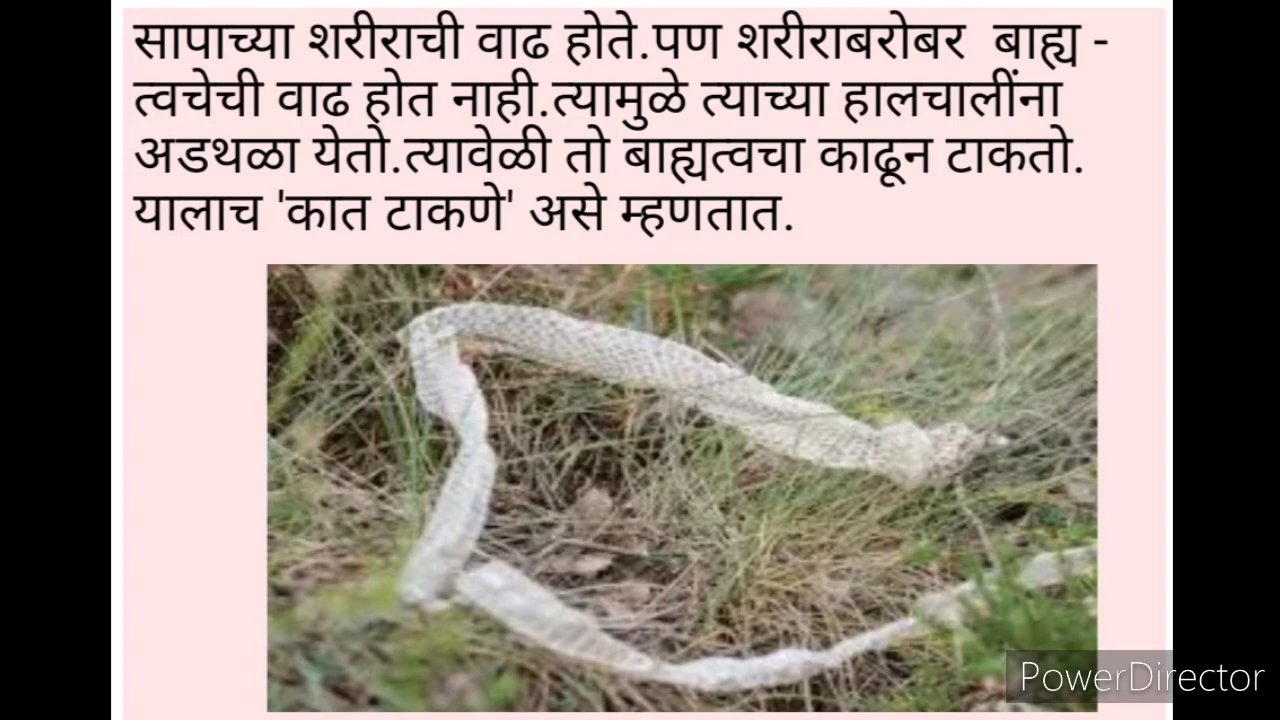 सापाच्या शरीराची वाढ होते.पण शरीराबरोबर बाह्य -
त्वचेची वाढ होत नाही.त्यामुळे त्याच्या हालचालींना
अडथळा येतो.त्यावेळी तो बाह्यत्वचा काढून टाकतो.
यालाच 'कात टाकणे' असे म्हणतात.
PowerDirector